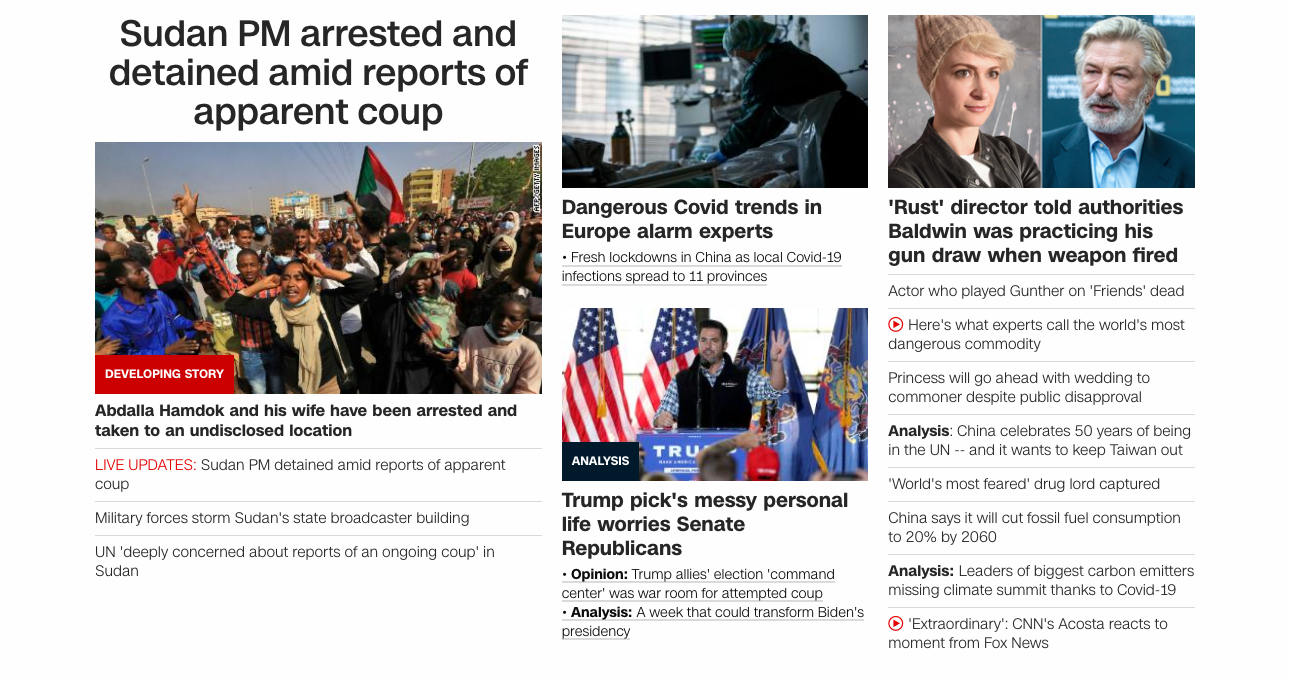 Sudan PM arrested and
detained amid reports of
apparent coup
AFP/GETTY IMAGES
DEVELOPING STORY
Abdalla Hamdok and his wife have been arrested and
taken to an undisclosed location
LIVE UPDATES: Sudan PM detained amid reports of apparent
coup
Military forces storm Sudan's state broadcaster building
UN 'deeply concerned about reports of an ongoing coup' in
Sudan
Dangerous Covid trends in
Europe alarm experts
• Fresh lockdowns in China as local Covid-19
infections spread to 11 provinces
TRUMP
ANALYSIS
Trump pick's messy personal
life worries Senate
Republicans
• Opinion: Trump allies' election 'command
center' was war room for attempted coup
• Analysis: A week that could transform Biden's
presidency
'Rust' director told authorities
Baldwin was practicing his
gun draw when weapon fired
Actor who played Gunther on 'Friends' dead
Here's what experts call the world's most
dangerous commodity
Princess will go ahead with wedding to
commoner despite public disapproval
Analysis: China celebrates 50 years of being
in the UN -- and it wants to keep Taiwan out
'World's most feared' drug lord captured
China says it will cut fossil fuel consumption
to 20% by 2060
Analysis: Leaders of biggest carbon emitters
missing climate summit thanks to Covid-19
'Extraordinary': CNN's Acosta reacts to
moment from Fox News